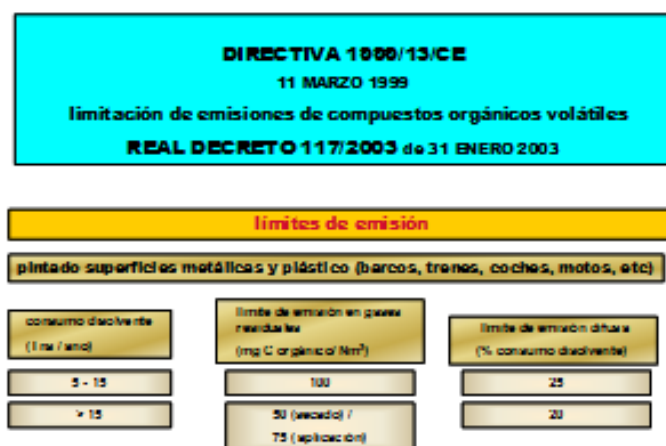 DIRECTIVA 1999/13/CE
11 MARZO 1999
limitación de emisiones de compuestos orgánicos volátiles
REAL DECRETO 117/2003 de 31 ENERO 2003
límites de emisión
pintado superficies metálicas y plástico (barcos, trenes, coches, motos, etc)
consumo disolvente
límite de emisión en gases
residuales
límite de emisión difusa
(Tns / año)
(mg C orgánico/ Nm³)
(% consumo disolvente)
5 - 15
100
25
> 15
50 (secado) /
75 (aplicación)
20